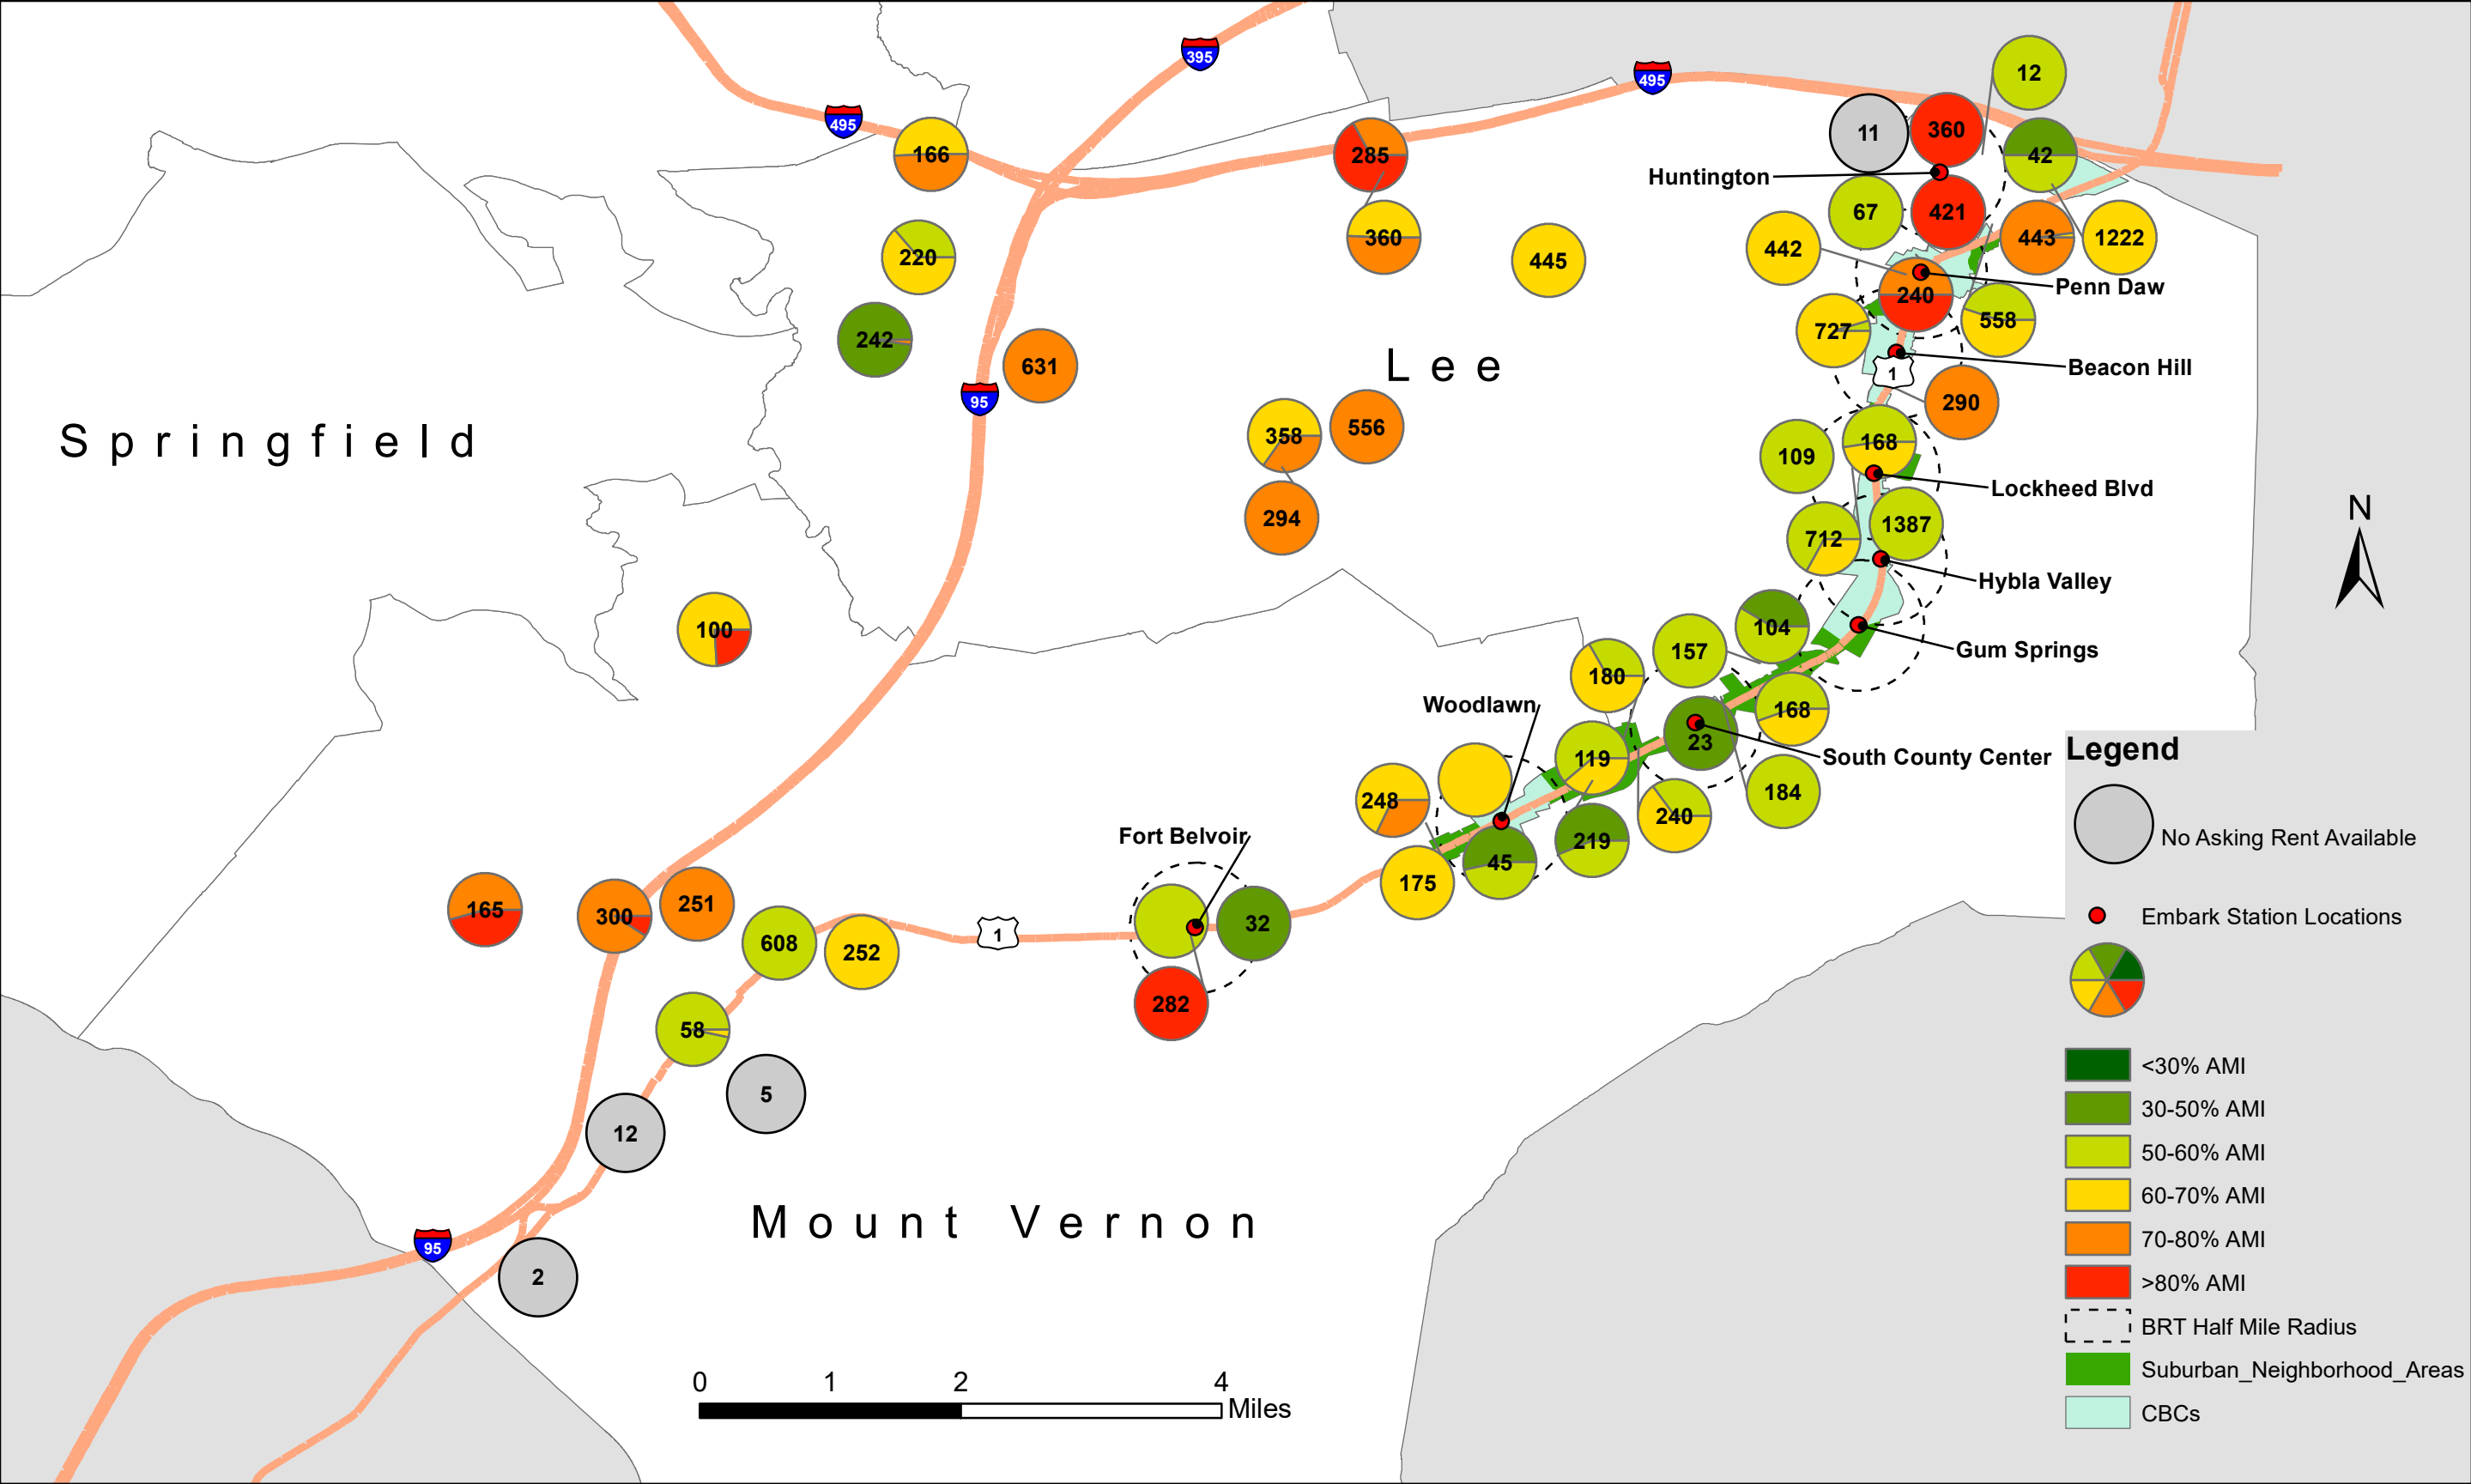 395
495
12
495
11
360
166
285
42
Huntington
67
421
442
360
443
1222
220
445
240
Penn Daw
727
558
242
631
Lee
1
Beacon Hill
290
Springfield
95
358
556
168
109
Lockheed Blvd
294
712
1387
N
Hybla Valley
100
104
157
Gum Springs
180
Woodlawn
168
23
119
South County Center
Legend
248
184
240
219
No Asking Rent Available
Fort Belvoir
45
175
165
300
251
Embark Station Locations
32
608
1
252
282
58
5
<30% AMI
12
30-50% AMI
50-60% AMI
60-70% AMI
Mount Vernon
95
70-80% AMI
2
>80% AMI
BRT Half Mile Radius
Suburban_Neighborhood_Areas
0 1 2 4
Miles
CBCs